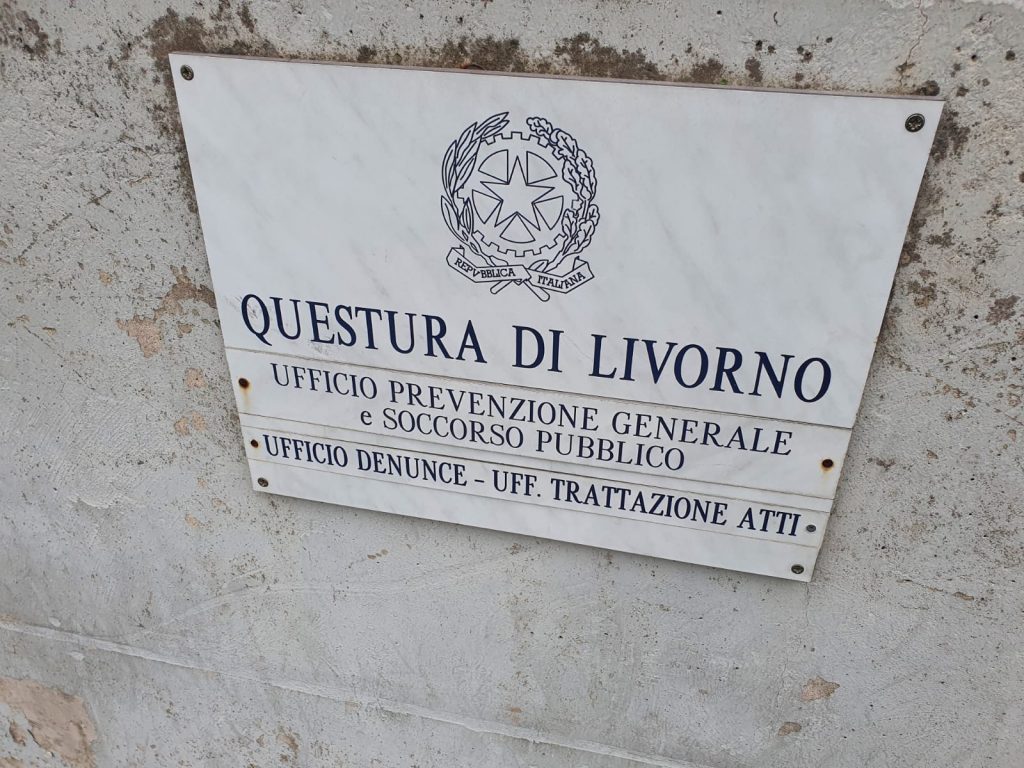 REPVBBLICA ITALIANA
QUESTURA DI LIVORNO
UFFICIO PREVENZIONE GENERALE
e SOCCORSO PUBBLICO
UFFICIO DENUNCE - UFF. TRATTAZIONE ATTI